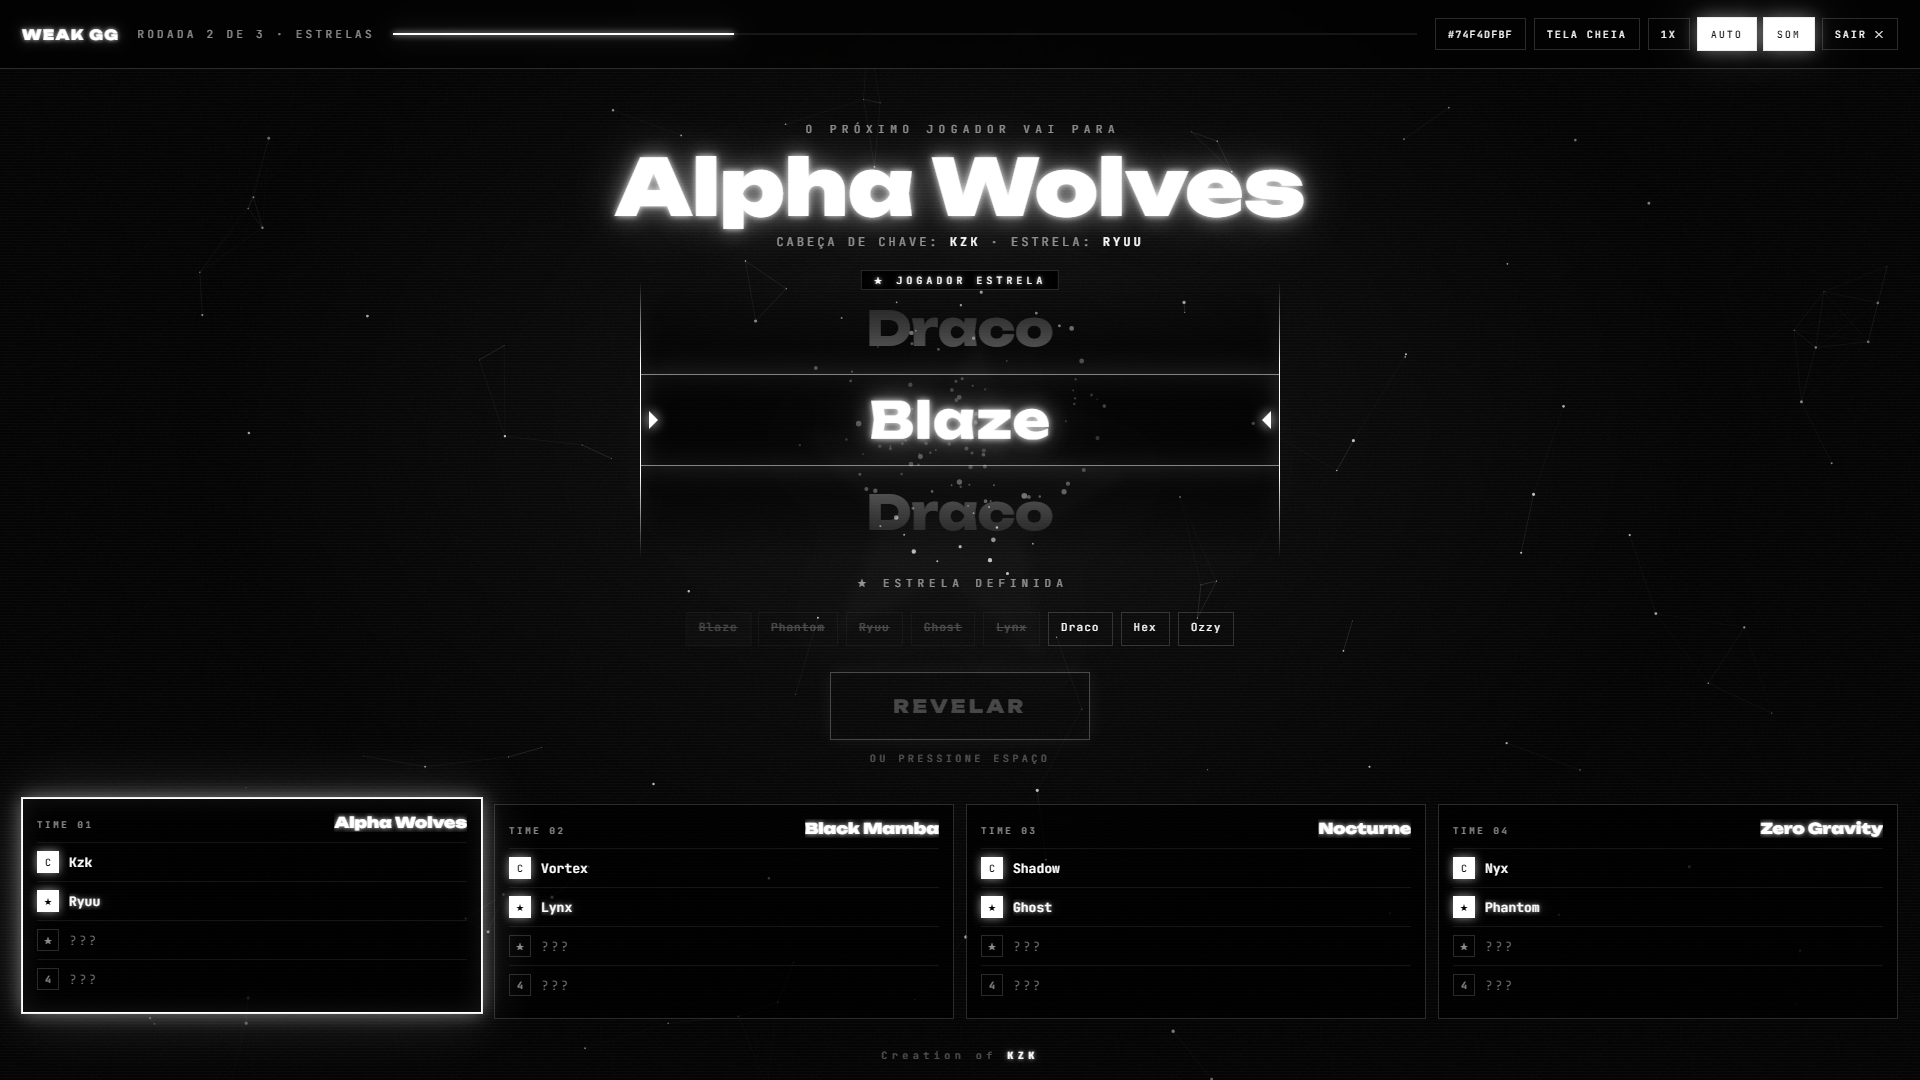 WEAK GG
RODADA 2 DE 3 · ESTRELAS
#74F4DFBF
TELA CHEIA
1X
AUTO
SOM
SAIR ✕
O PRÓXIMO JOGADOR VAI PARA
Alpha Wolves
CABEÇA DE CHAVE: KZK · ESTRELA: RYUU
★ JOGADOR ESTRELA
Draco
Blaze
Draco
★ ESTRELA DEFINIDA
Blaze Phantom Ryuu Ghost Lynx Draco Hex Ozzy
REVELAR
OU PRESSIONE ESPAÇO
TIME 01 Alpha Wolves
C Kzk
★ Ryuu
★ ???
4 ???
TIME 02 Black Mamba
C Vortex
★ Lynx
★ ???
4 ???
TIME 03 Nocturne
C Shadow
★ Ghost
★ ???
4 ???
TIME 04 Zero Gravity
C Nyx
★ Phantom
★ ???
4 ???
Creation of KZK